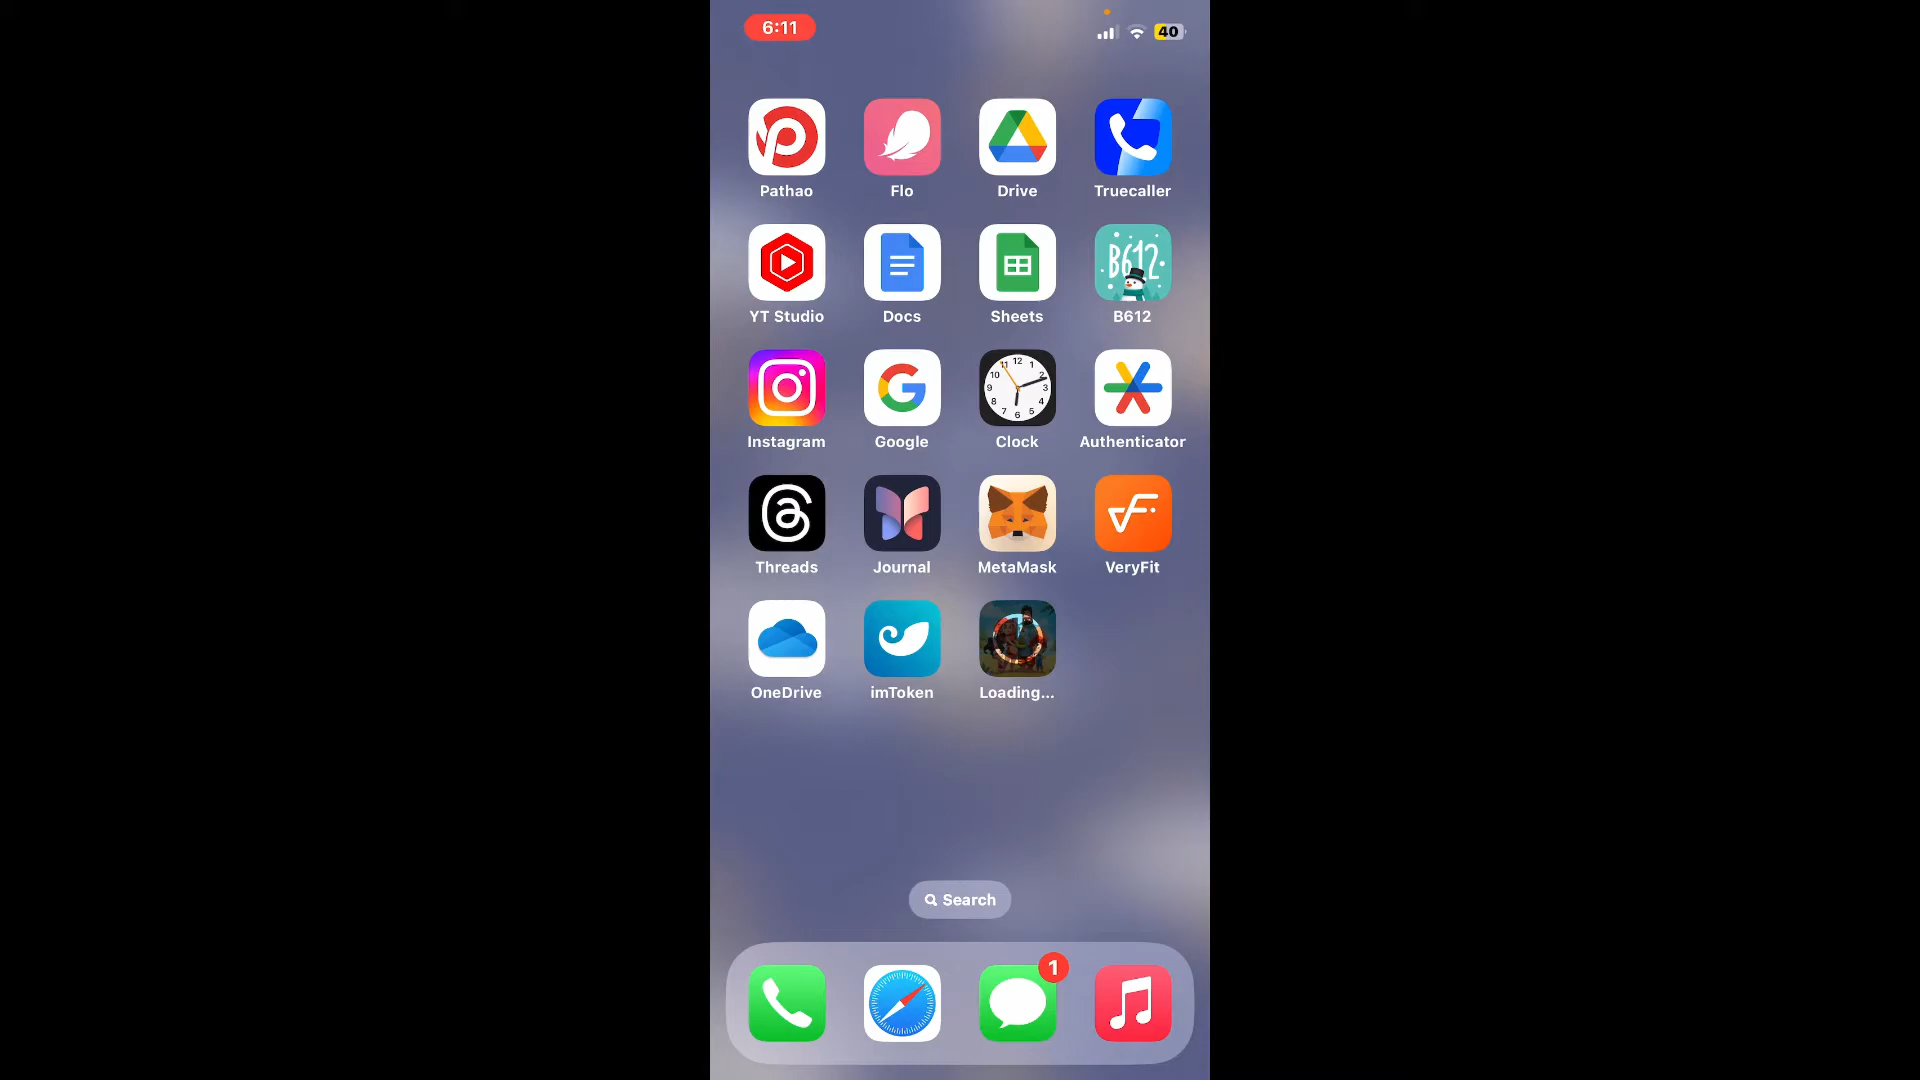 6:11
40
Pathao Flo Drive Truecaller
B612
YT Studio Docs Sheets B612
Instagram Google Clock Authenticator
Threads Journal MetaMask VeryFit
OneDrive imToken Loading...
Search
1